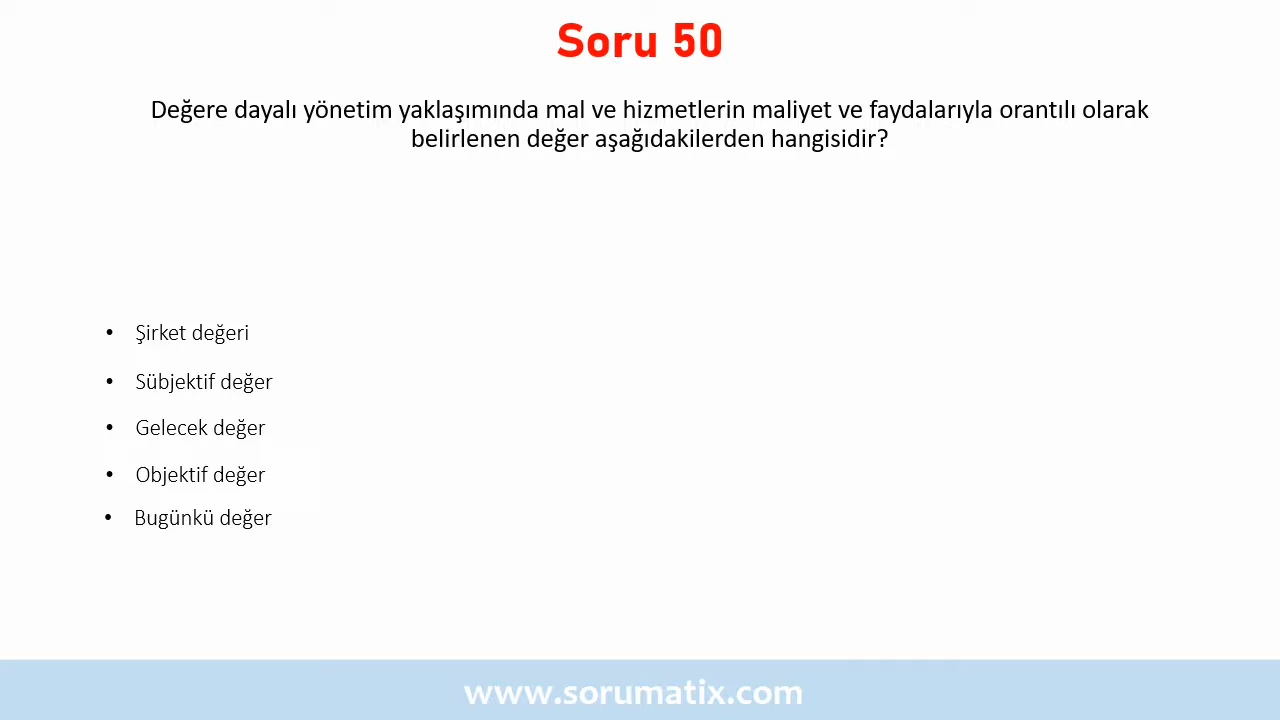 Soru 50
Değere dayalı yönetim yaklaşımında mal ve hizmetlerin maliyet ve faydalarıyla orantılı olarak
belirlenen değer aşağıdakilerden hangisidir?
• Şirket değeri
• Sübjektif değer
• Gelecek değer
• Objektif değer
• Bugünkü değer
www.sorumatix.com